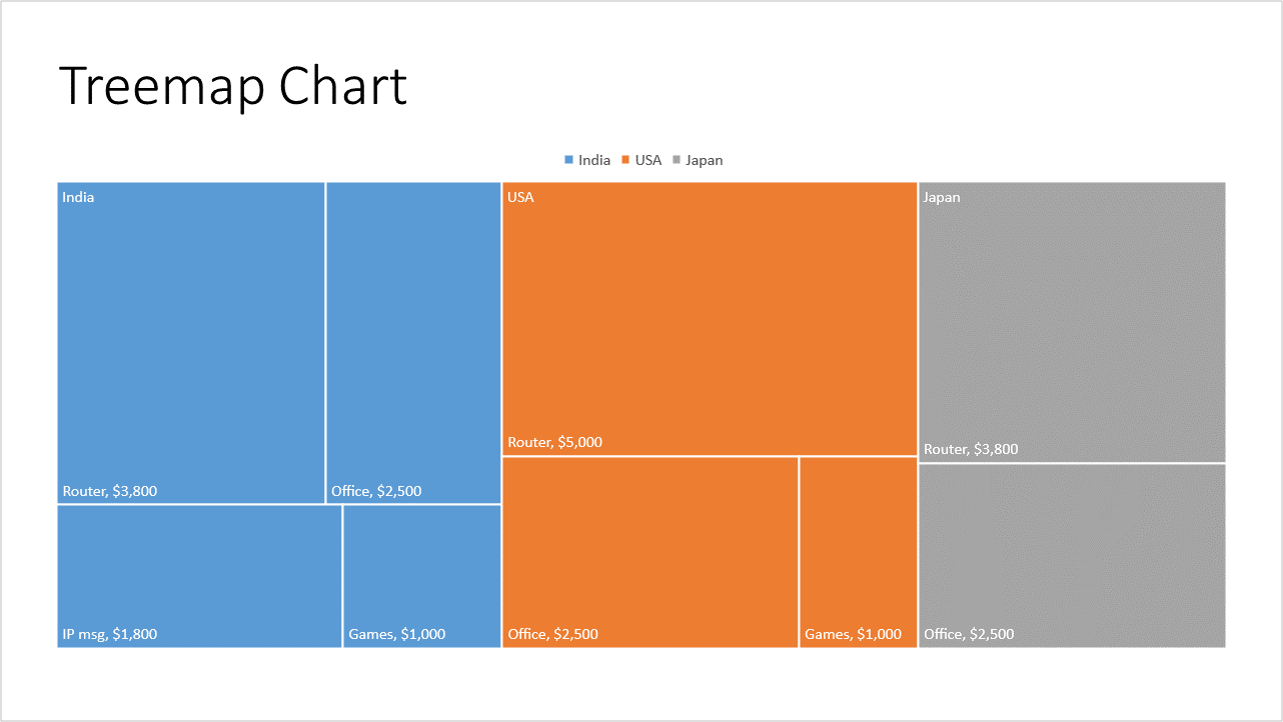 Treemap Chart
India USA Japan
India
USA
Japan
Router, $5,000
Router, $3,800
Router, $3,800
Office, $2,500
IP msg, $1,800
Games, $1,000
Office, $2,500
Games, $1,000
Office, $2,500